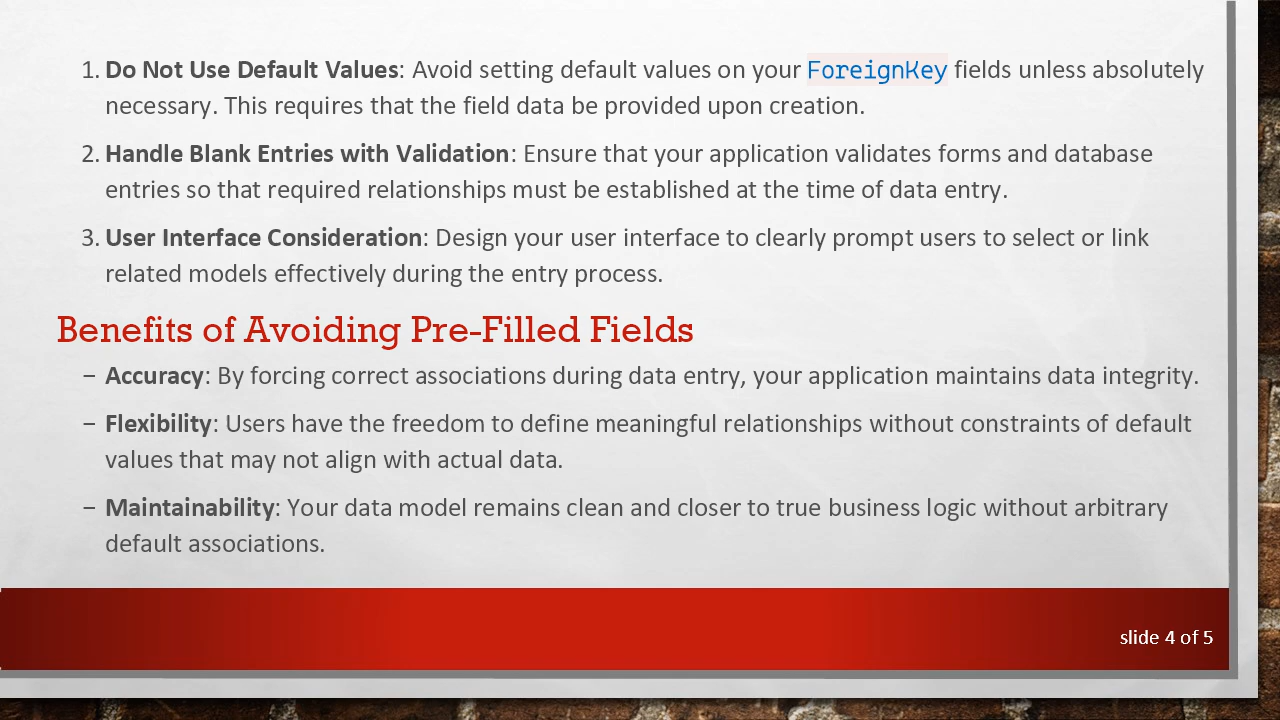 1. Do Not Use Default Values: Avoid setting default values on your ForeignKey fields unless absolutely
necessary. This requires that the field data be provided upon creation.
2. Handle Blank Entries with Validation: Ensure that your application validates forms and database
entries so that required relationships must be established at the time of data entry.
3. User Interface Consideration: Design your user interface to clearly prompt users to select or link
related models effectively during the entry process.
Benefits of Avoiding Pre-Filled Fields
– Accuracy: By forcing correct associations during data entry, your application maintains data integrity.
– Flexibility: Users have the freedom to define meaningful relationships without constraints of default
values that may not align with actual data.
– Maintainability: Your data model remains clean and closer to true business logic without arbitrary
default associations.
slide 4 of 5